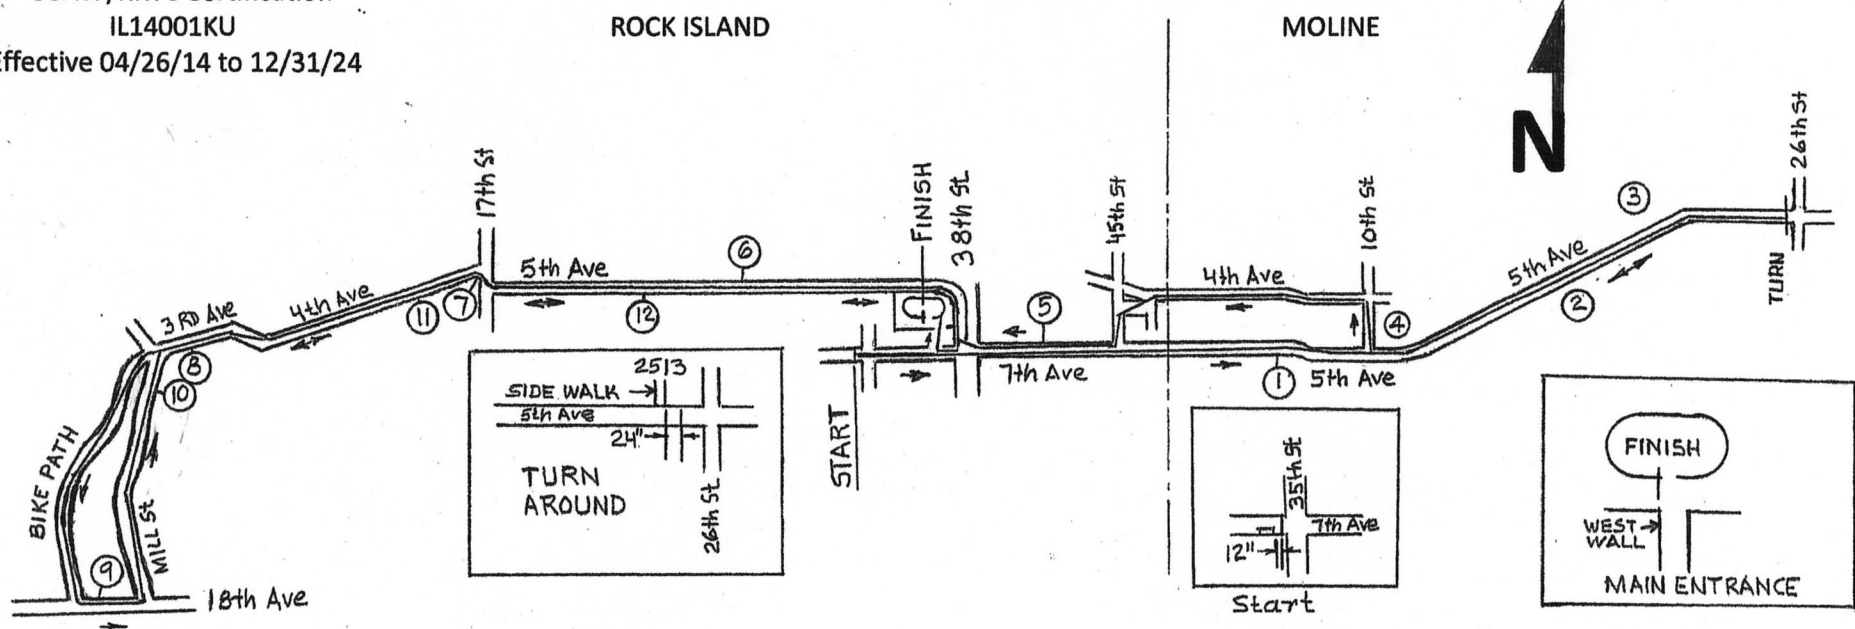 IL14001KU
Effective 04/26/14 to 12/31/24
ROCK ISLAND
MOLINE
N
26th St
17th St
FINISH
38th St.
45th St
10th St
3
5th Ave
6
5th Ave
4th Ave
2
TURN
4th Ave
3RD Ave
11
7
12
5
4
8
10
START
7th Ave
1
5th Ave
BIKE PATH
MILL St
9
18th Ave
2513
SIDE WALK
5th Ave
24"
TURN
AROUND
26th St
35th St
7th Ave
12"
Start
FINISH
WEST
WALL
MAIN ENTRANCE